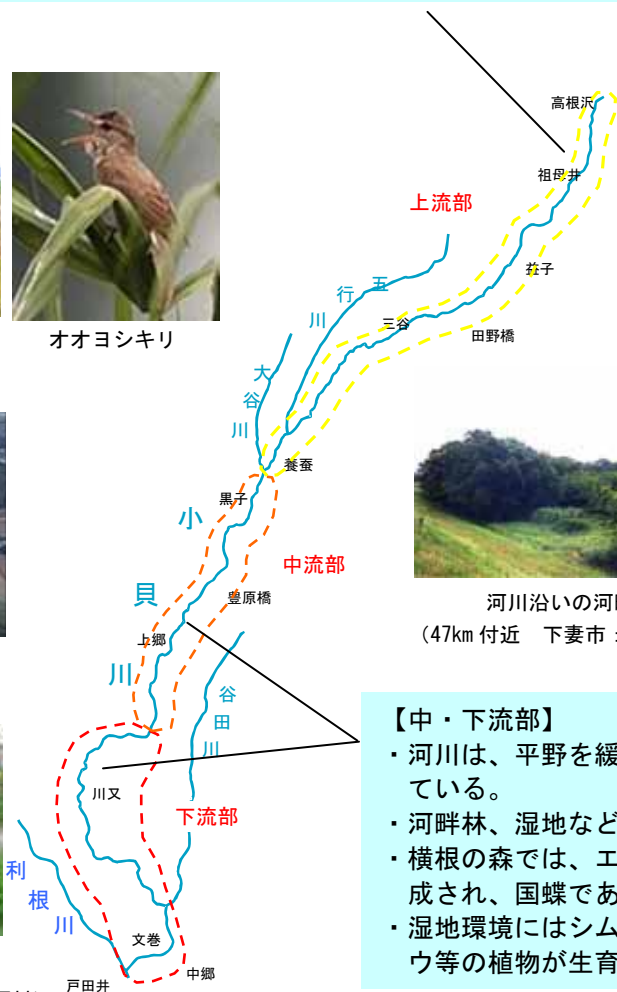 高根沢
祖母井
上流部
益子
五行川
三谷
田野橋
オオヨシキリ
大谷川
養蚕
黒子
小貝川
中流部
豊原橋
上郷
河川沿いの河
(47km 付近 下妻市
谷田川
【中・下流部】
・河川は、平野を緩
ている。
川又
下流部
・河畔林、湿地など
・横根の森では、エ
成され、国蝶であ
利根川
・湿地環境にはシム
ウ等の植物が生育
文巻
中郷
戸田井